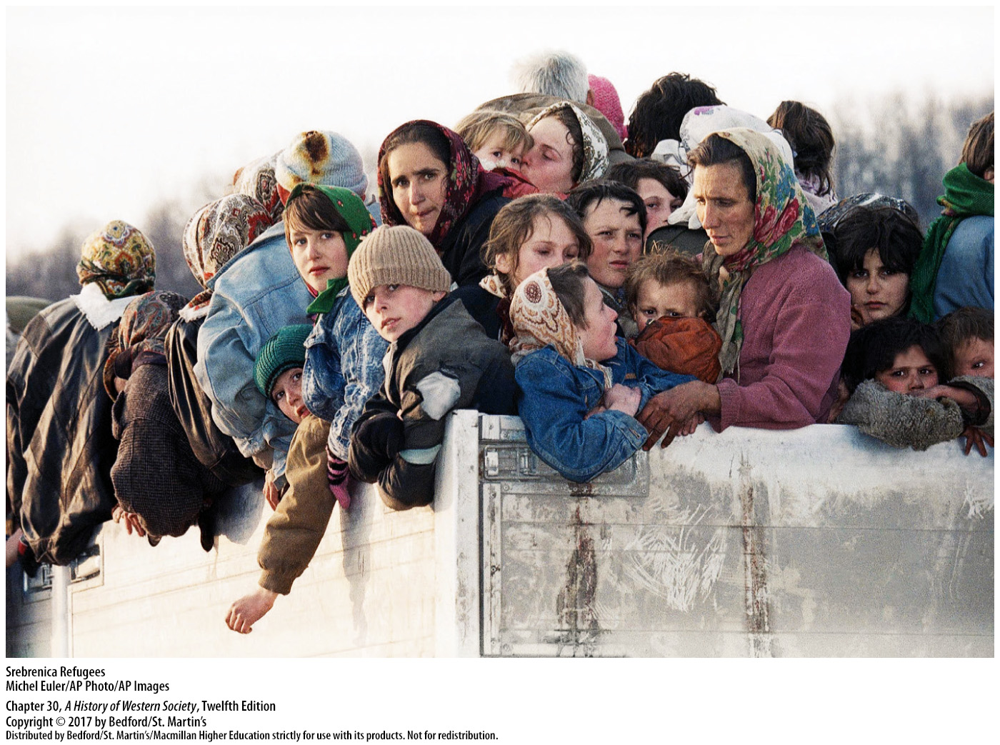 Srebrenica Refugees
Michel Euler/AP Photo/AP Images
Chapter 30, A History of Western Society, Twelfth Edition
Copyright © 2017 by Bedford/St. Martin’s
Distributed by Bedford/St. Martin’s/Macmillan Higher Education strictly for use with its products. Not for redistribution.